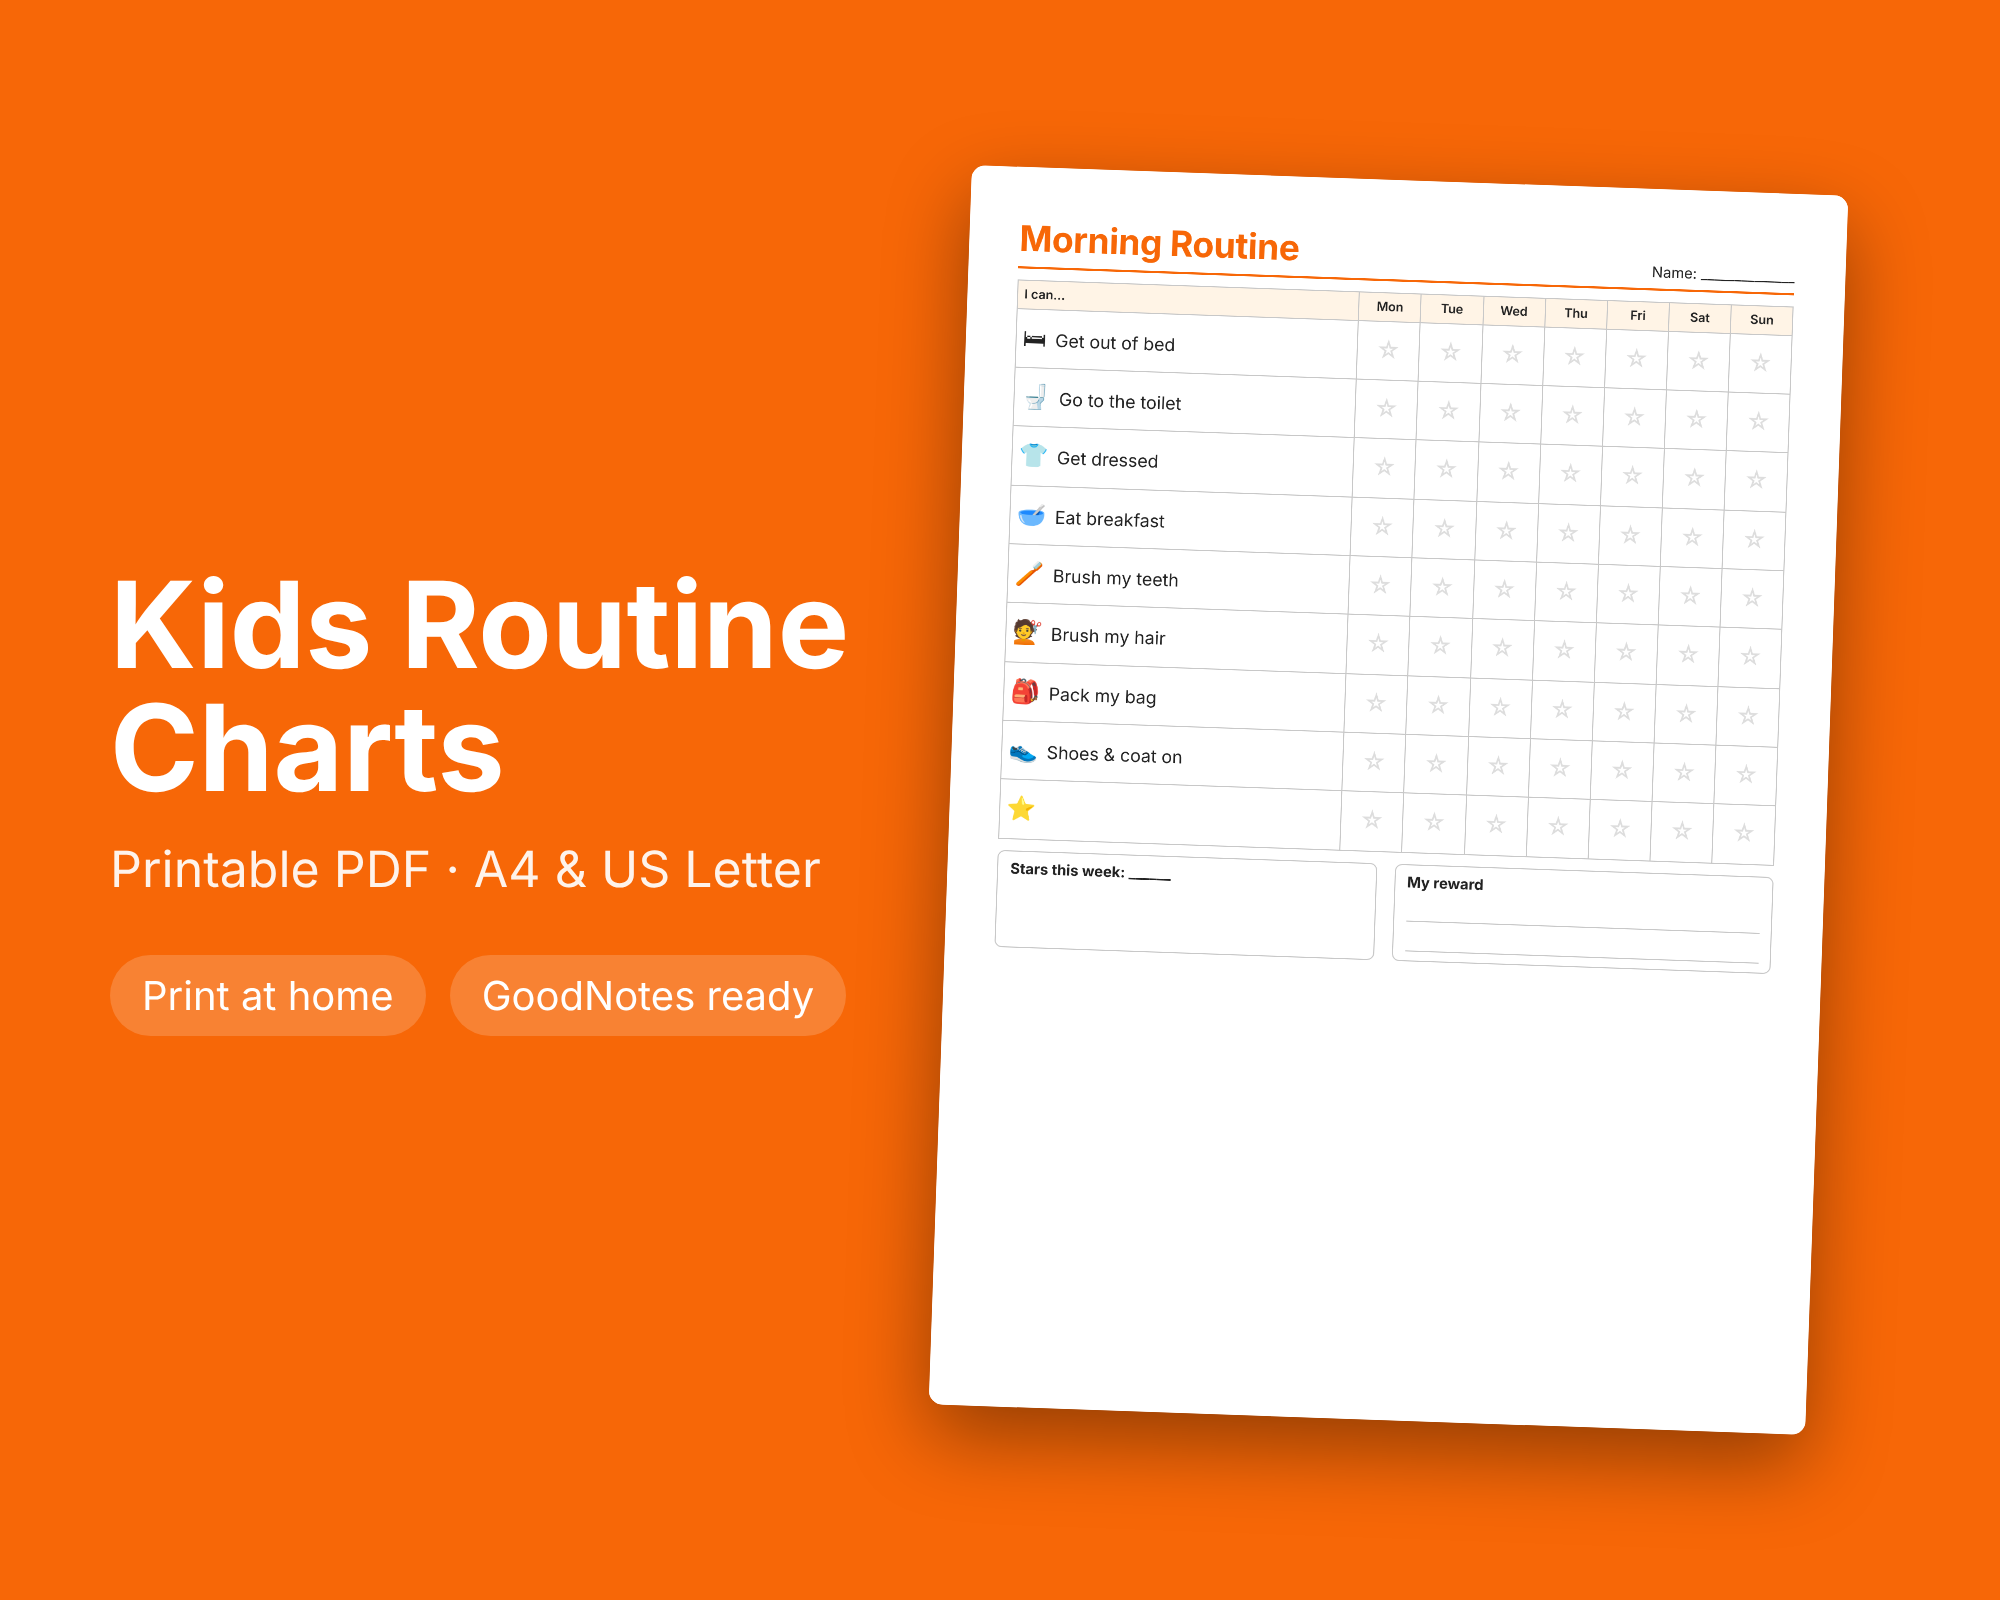 Kids Routine
Charts
Printable PDF · A4 & US Letter
Print at home GoodNotes ready
Morning Routine
Name: ___________
I can... Mon Tue Wed Thu Fri Sat Sun
Get out of bed
Go to the toilet
Get dressed
Eat breakfast
Brush my teeth
Brush my hair
Pack my bag
Shoes & coat on
Stars this week: _____
My reward